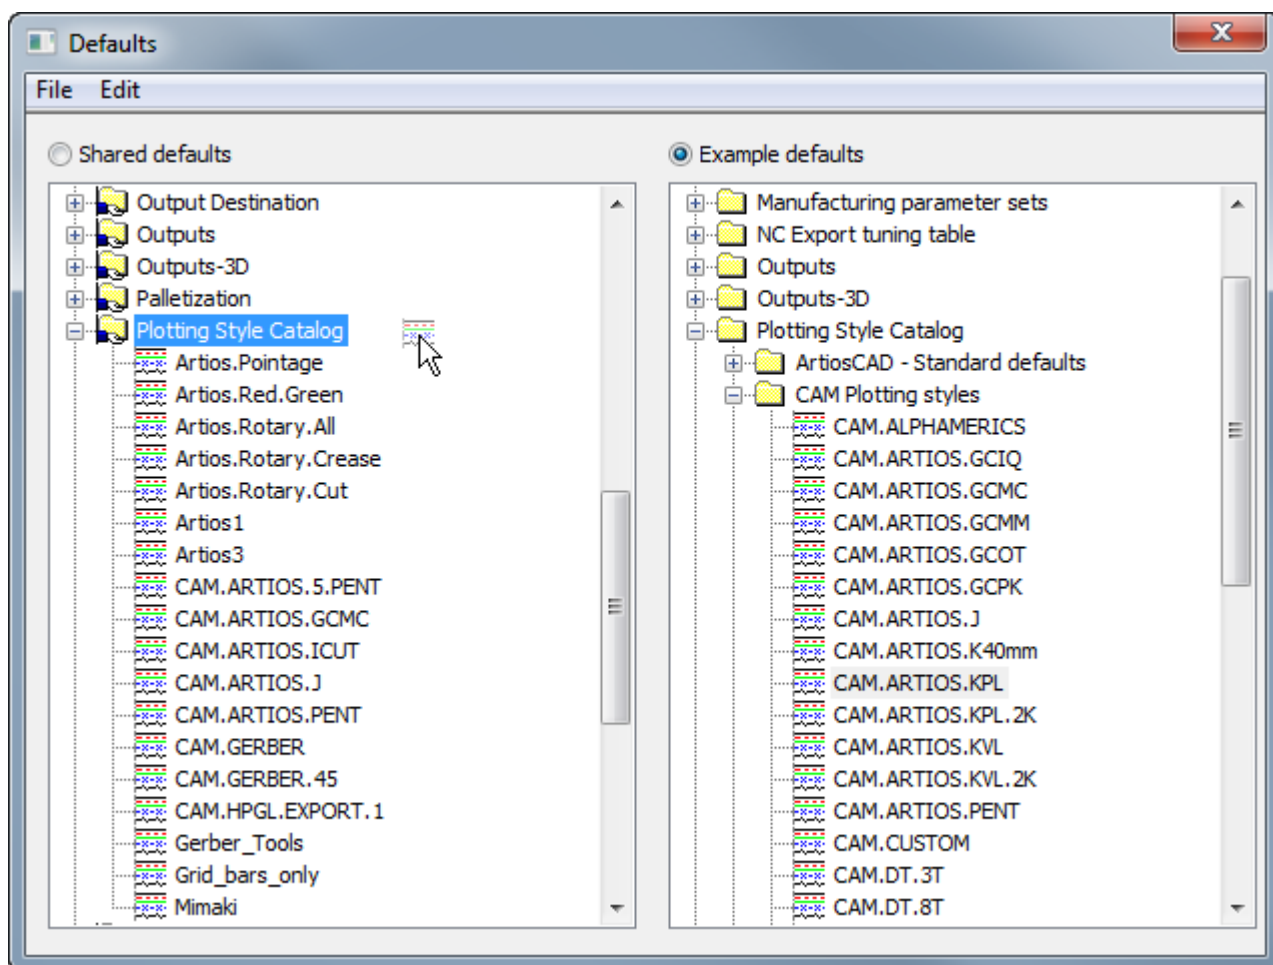 Defaults
File Edit
Shared defaults
Output Destination
Outputs
Outputs-3D
Palletization
Plotting Style Catalog
Artios.Pointage
Artios.Red.Green
Artios.Rotary.All
Artios.Rotary.Crease
Artios.Rotary.Cut
Artios1
Artios3
CAM.ARTIOS.5.PENT
CAM.ARTIOS.GCMC
CAM.ARTIOS.ICUT
CAM.ARTIOS.J
CAM.ARTIOS.PENT
CAM.GERBER
CAM.GERBER.45
CAM.HPGL.EXPORT.1
Gerber_Tools
Grid_bars_only
Mimaki
Example defaults
Manufacturing parameter sets
NC Export tuning table
Outputs
Outputs-3D
Plotting Style Catalog
ArtiosCAD - Standard defaults
CAM Plotting styles
CAM.ALPHAMERICS
CAM.ARTIOS.GCIQ
CAM.ARTIOS.GCMC
CAM.ARTIOS.GCMM
CAM.ARTIOS.GCOT
CAM.ARTIOS.GCPK
CAM.ARTIOS.J
CAM.ARTIOS.K40mm
CAM.ARTIOS.KPL
CAM.ARTIOS.KPL.2K
CAM.ARTIOS.KVL
CAM.ARTIOS.KVL.2K
CAM.ARTIOS.PENT
CAM.CUSTOM
CAM.DT.3T
CAM.DT.8T